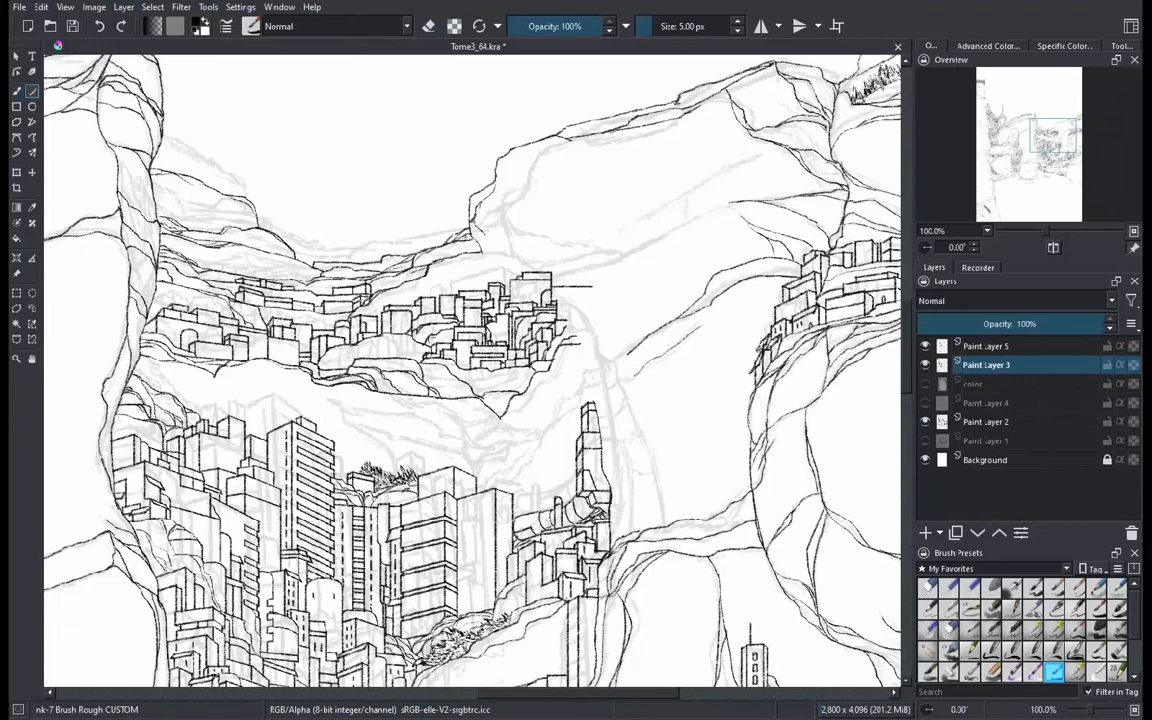 File Edit View Image Layer Select Filter Tools Settings Window Help
Normal Opacity: 100% Size: 5.00 px
Tome3_64.kra *
O... Advanced Color... Specific Color... Tool...
Overview
100.0%
0.00°
Layers Recorder
Layers
Normal
Opacity: 100%
Paint Layer 5
Paint Layer 3
color
Paint Layer 4
Paint Layer 2
Paint Layer 1
Background
Brush Presets
My Favorites Tag
Search Filter in Tag
nk-7 Brush Rough CUSTOM RGB/Alpha (8-bit integer/channel) sRGB-elle-V2-srgbtrc.icc 2,800 x 4,096 (201.2 MiB) 0.00° 100.0%